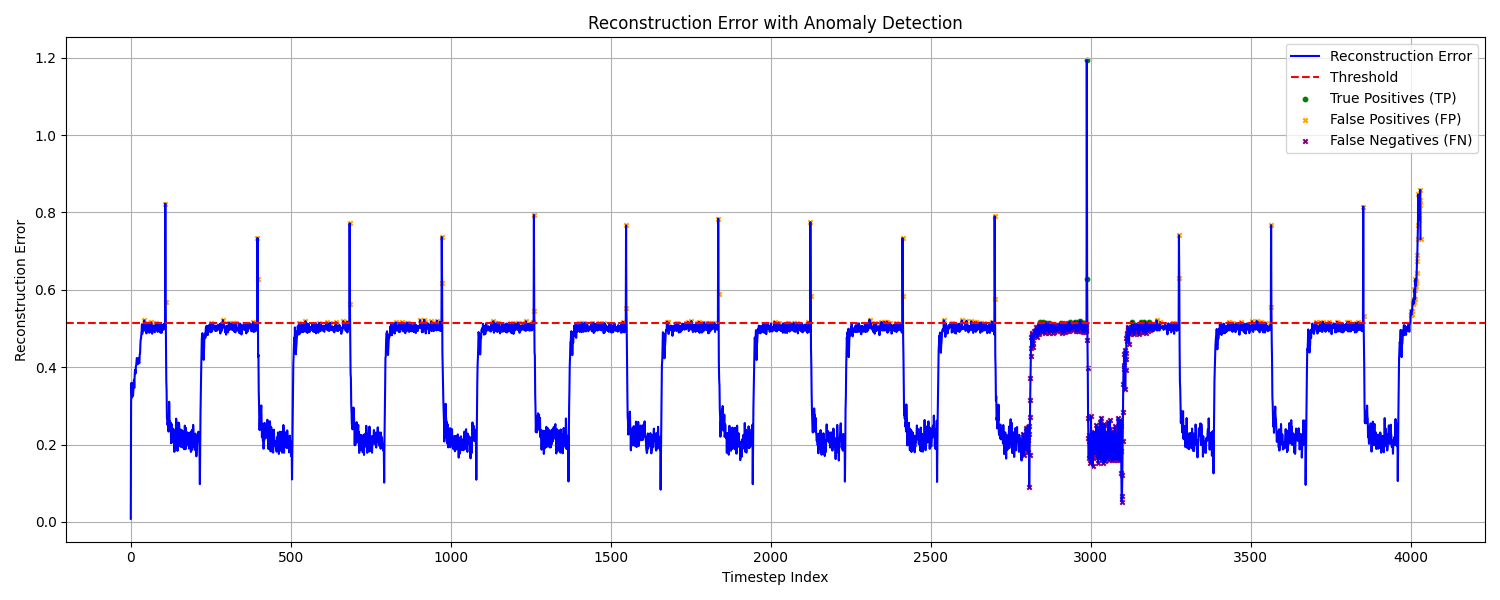 Reconstruction Error with Anomaly Detection
Reconstruction Error
Threshold
True Positives (TP)
False Positives (FP)
False Negatives (FN)
Reconstruction Error
1.2
1.0
0.8
0.6
0.4
0.2
0.0
0 500 1000 1500 2000 2500 3000 3500 4000
Timestep Index